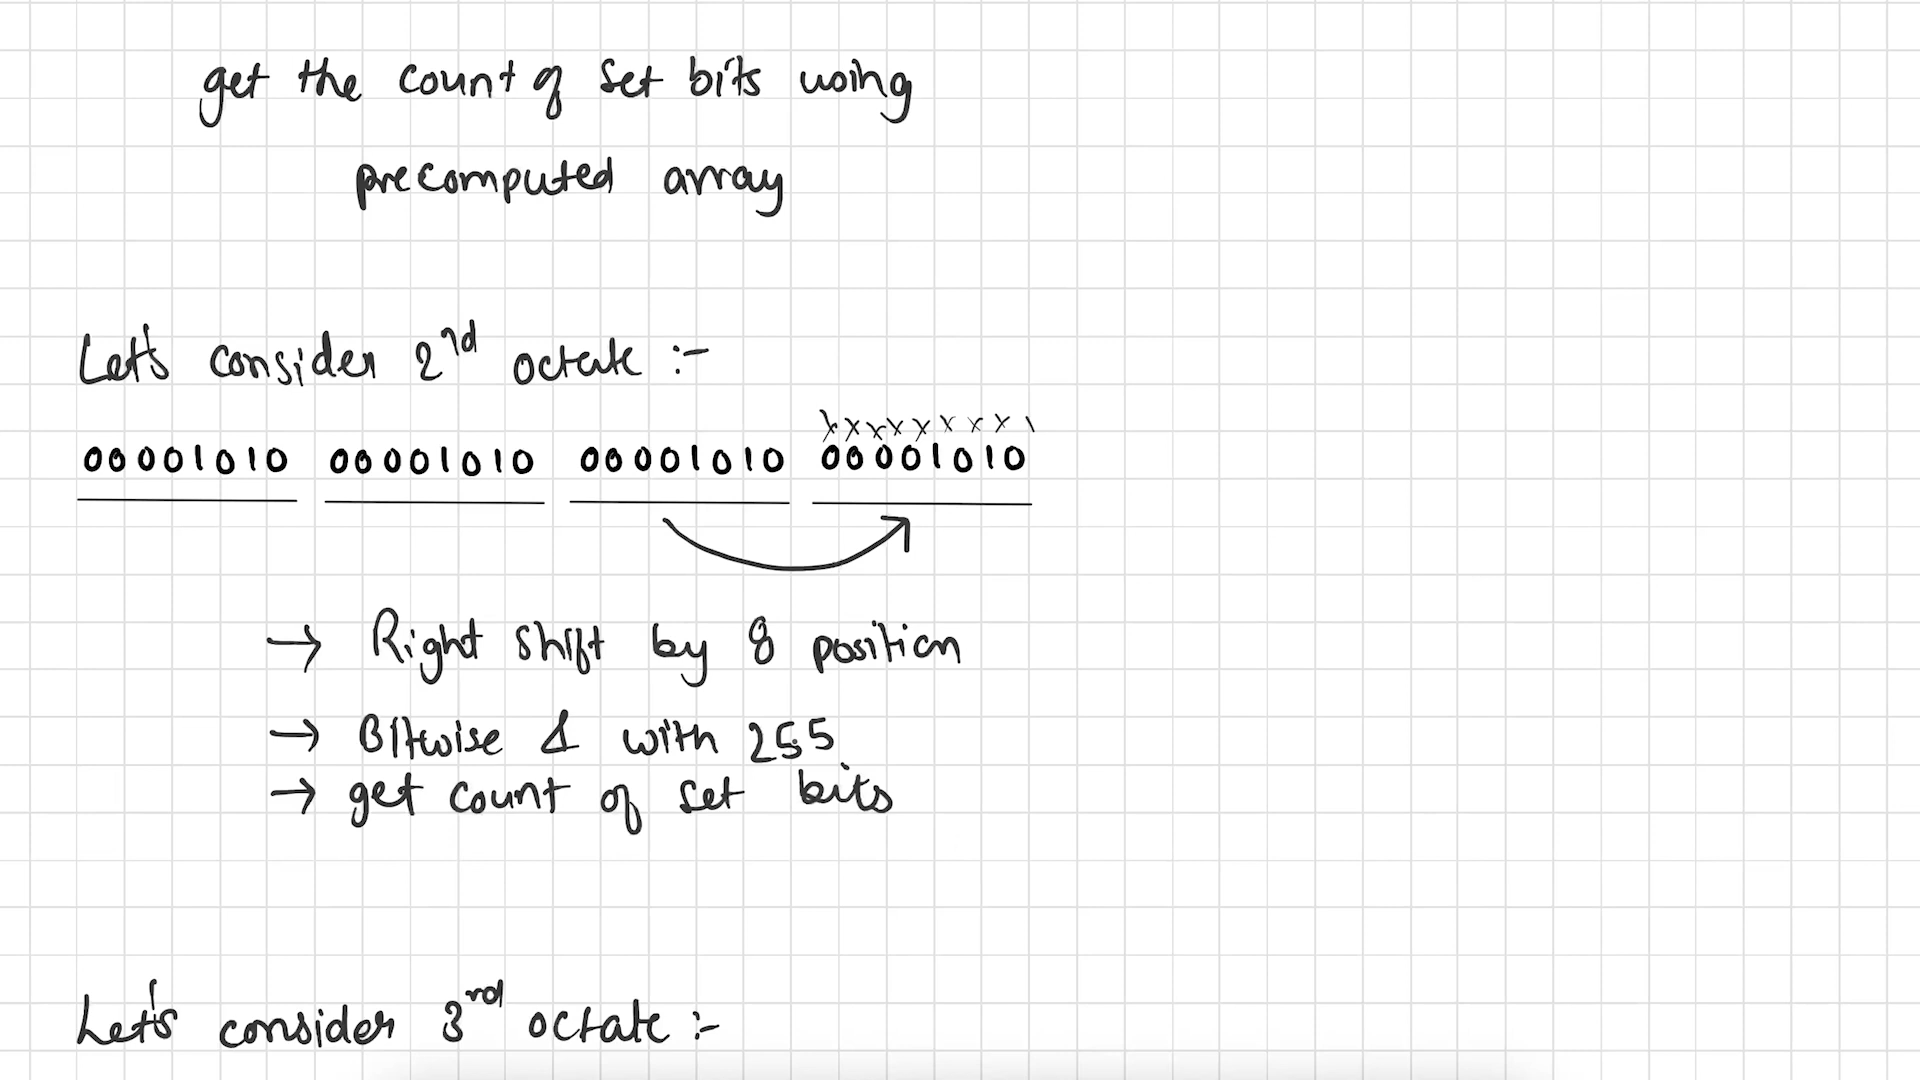 get the count of set bits using
precomputed array
Let's consider 2nd octate :-
x x x x x x x x \
00001010 00001010 00001010 00001010
→ Right shift by 8 position
→ Bitwise & with 255
→ get count of set bits
Let's consider 3rd octate :-